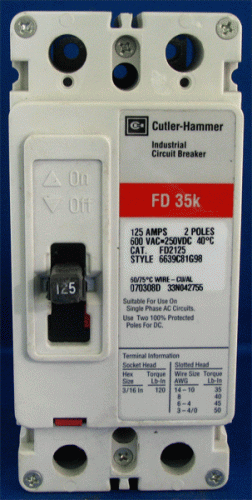 Cutler-Hammer
Industrial
Circuit Breaker
FD 35k
On
Off
125
125 AMPS 2 POLES
600 VAC=250VDC 40°C
CAT. FD2125
STYLE 6639C81G98
60/75°C WIRE-CU/AL
070308D 33N042755
Suitable For Use On
Single Phase AC Circuits.
Use Two 100% Protected
Poles For DC.
Terminal Information
Socket Head Slotted Head
Hex Torque Wire Size Torque
Size Lb-in AWG Lb-in
3/16 In 120 14-10 35
8 40
6-4 45
3-4/0 50